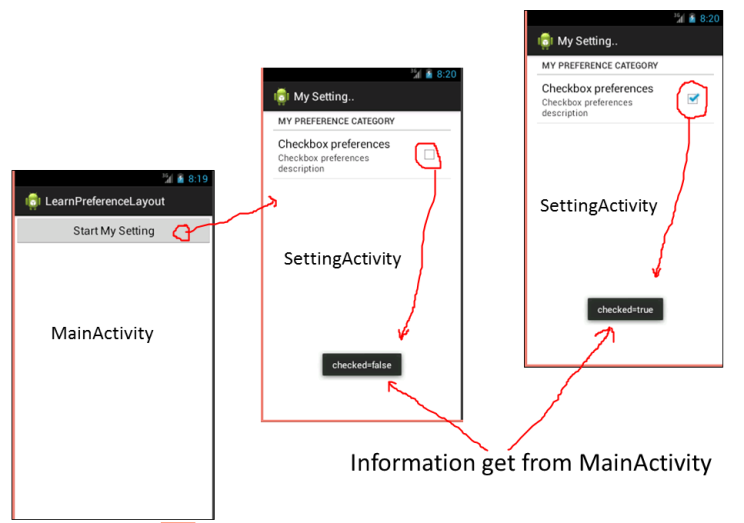 8:19
LearnPreferenceLayout
Start My Setting
MainActivity
3G 8:20
My Setting..
MY PREFERENCE CATEGORY
Checkbox preferences
Checkbox preferences
description
SettingActivity
checked=false
3G 8:20
My Setting..
MY PREFERENCE CATEGORY
Checkbox preferences
Checkbox preferences
description
SettingActivity
checked=true
Information get from MainActivity